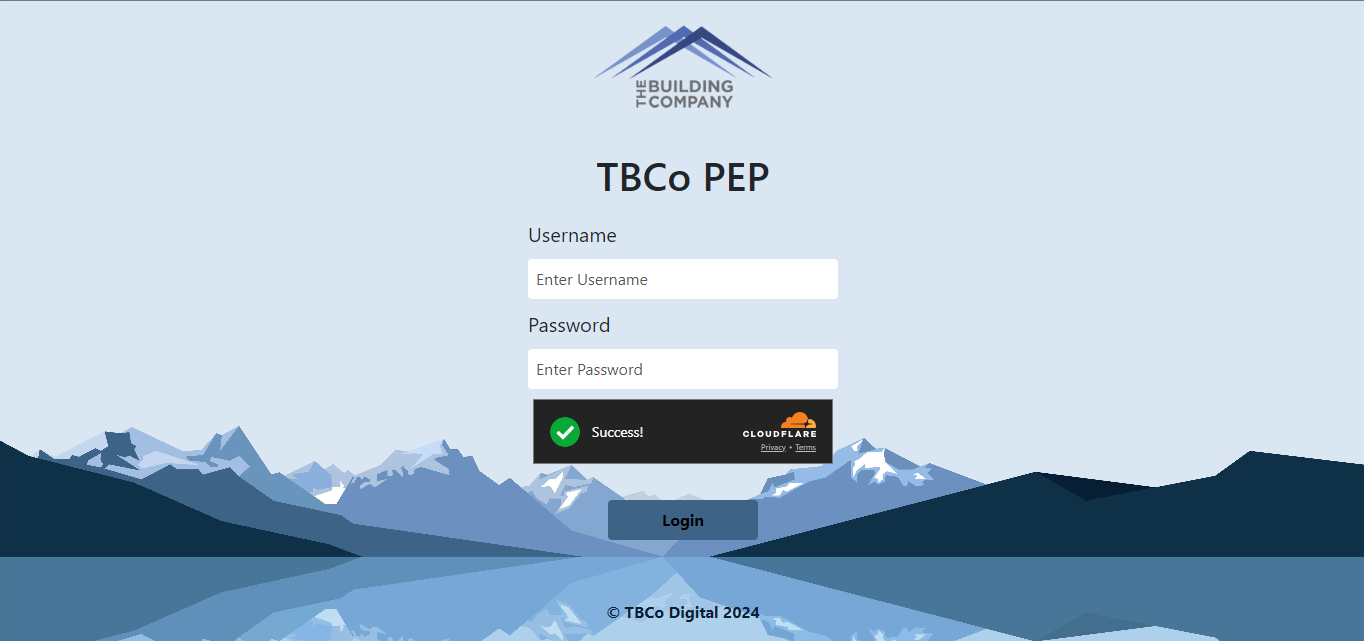 THE BUILDING
COMPANY
TBCo PEP
Username
Enter Username
Password
Enter Password
Success!
CLOUDFLARE
Privacy • Terms
Login
© TBCo Digital 2024